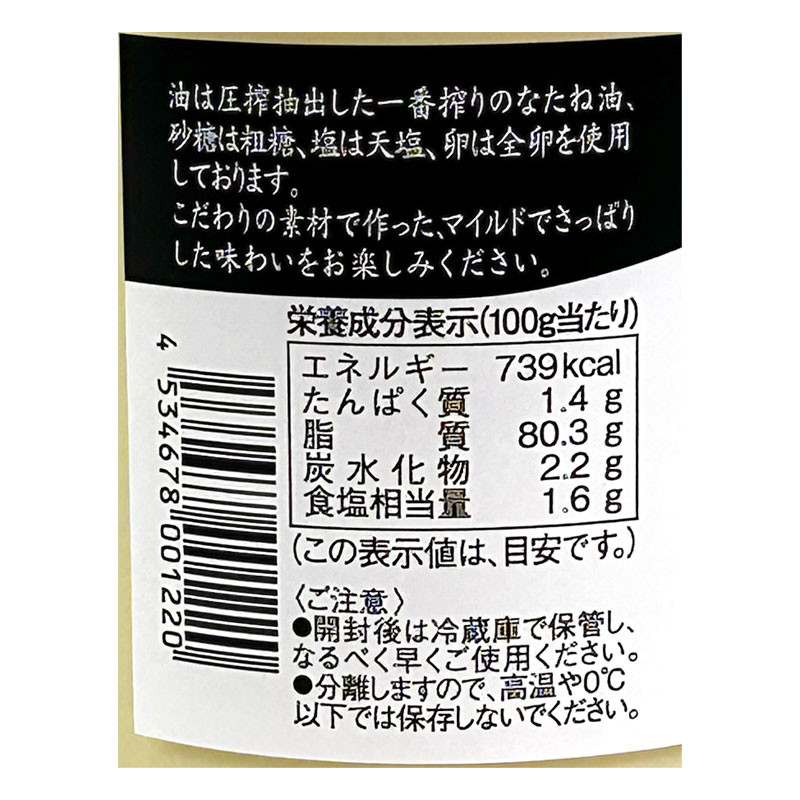 油は圧搾抽出した一番搾りのなたね油、
砂糖は粗糖、塩は天塩、卵は全卵を使用
しております。
こだわりの素材で作った、マイルドでさっぱり
した味わいをお楽しみください。
栄養成分表示(100g当たり)
エネルギー 739kcal
たんぱく質 1.4 g
脂質 80.3 g
炭水化物 2.2 g
食塩相当量 1.6 g
(この表示値は、目安です。)
〈ご注意〉
●開封後は冷蔵庫で保管し、
なるべく早くご使用ください。
●分離しますので、高温や0℃
以下では保存しないでください。
4 534678 001220